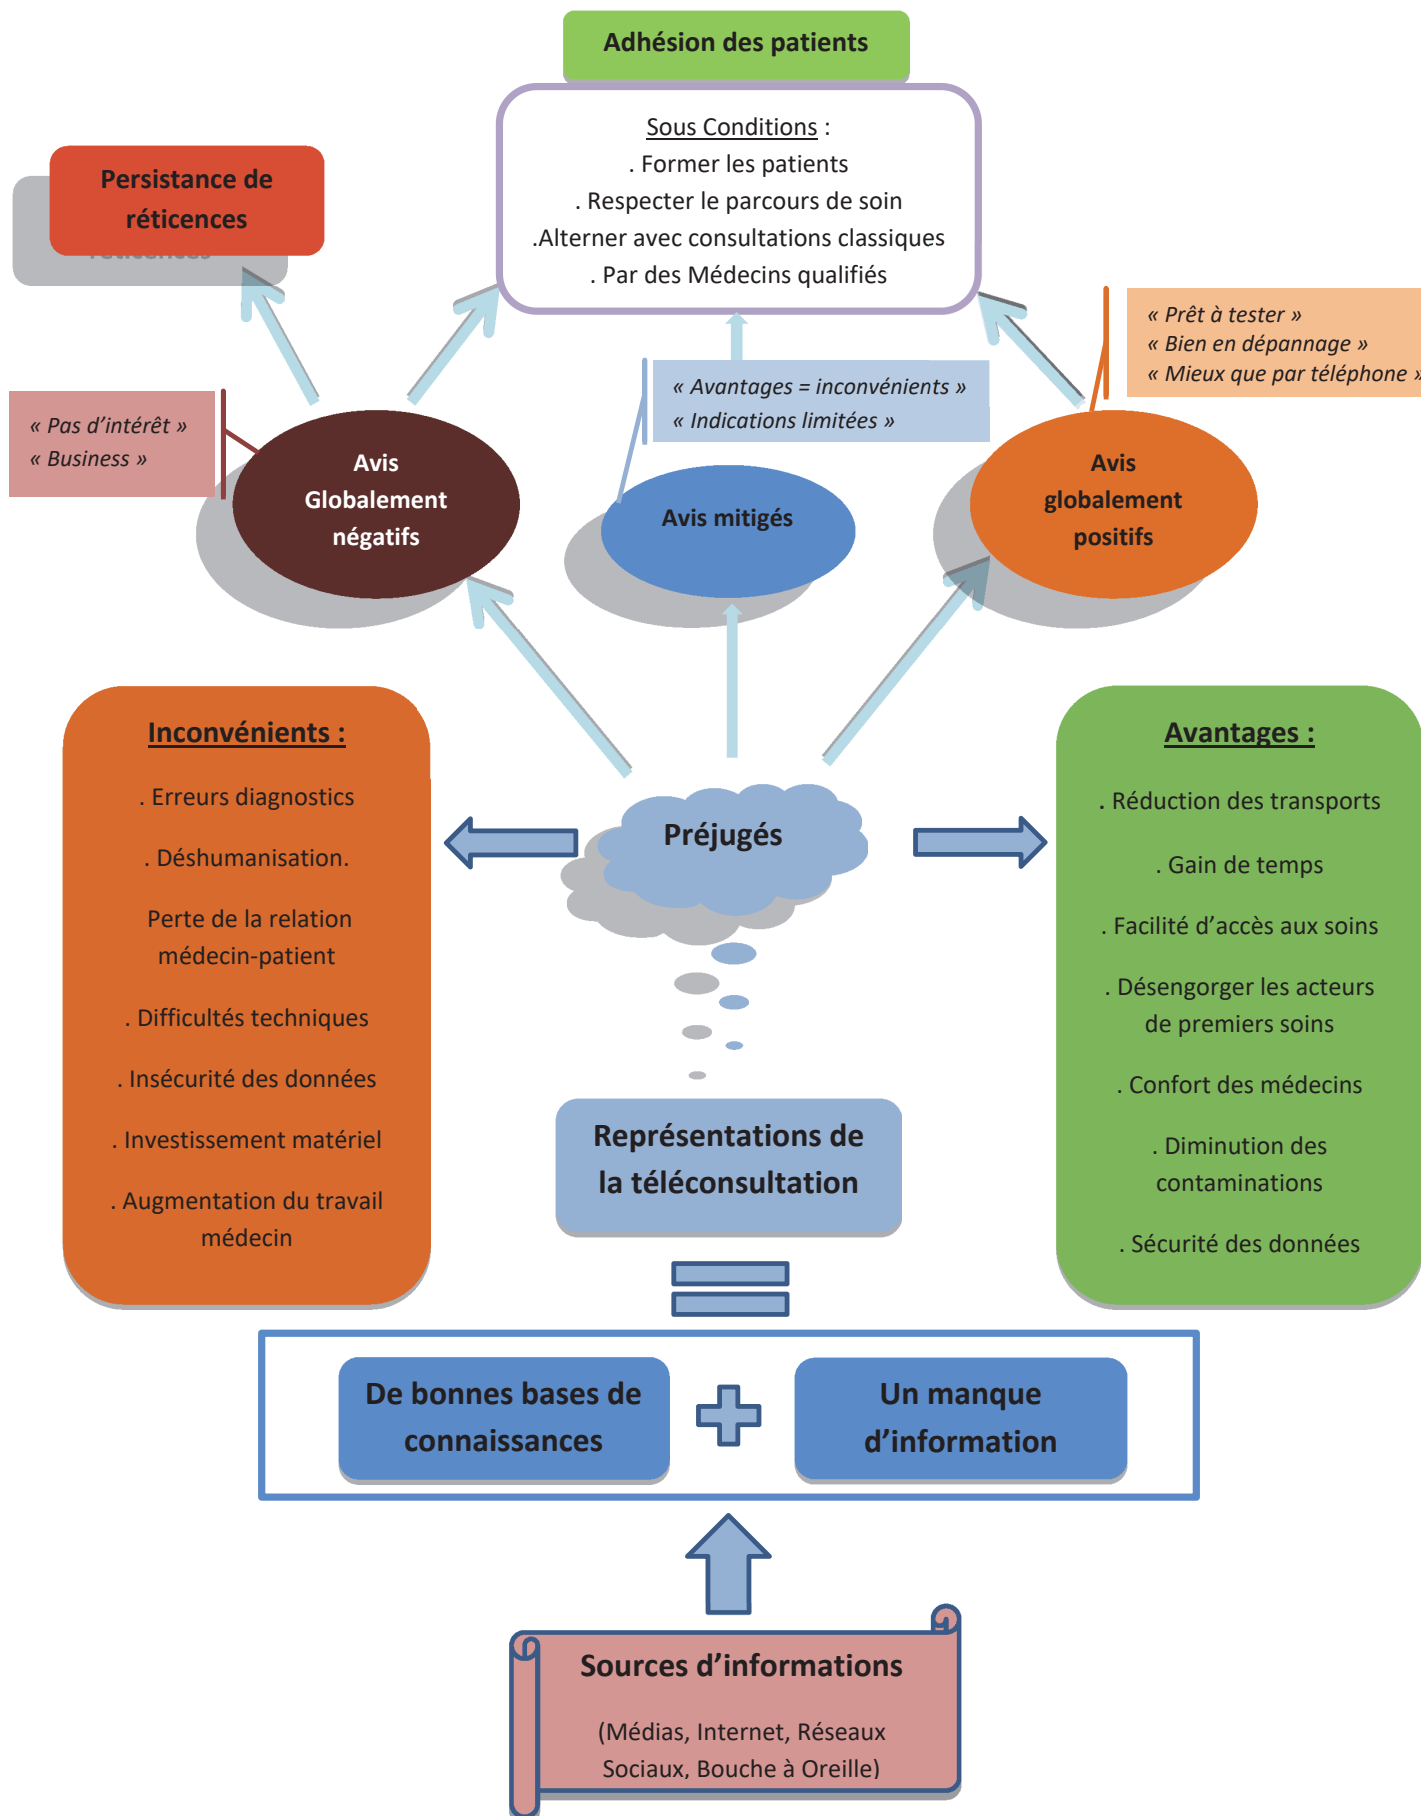 Adhésion des patients
Sous Conditions :
. Former les patients
. Respecter le parcours de soin
.Alterner avec consultations classiques
. Par des Médecins qualifiés
Persistance de
réticences
réticences
« Prêt à tester »
« Bien en dépannage »
« Mieux que par téléphone »
« Avantages = inconvénients »
« Indications limitées »
« Pas d’intérêt »
« Business »
Avis
Globalement
négatifs
Avis mitigés
Avis
globalement
positifs
Inconvénients :
. Erreurs diagnostics
. Déshumanisation.
Perte de la relation
médecin-patient
. Difficultés techniques
. Insécurité des données
. Investissement matériel
. Augmentation du travail
médecin
Préjugés
Avantages :
. Réduction des transports
. Gain de temps
. Facilité d’accès aux soins
. Désengorger les acteurs
de premiers soins
. Confort des médecins
. Diminution des
contaminations
. Sécurité des données
Représentations de
la téléconsultation
De bonnes bases de
connaissances
Un manque
d’information
Sources d’informations
(Médias, Internet, Réseaux
Sociaux, Bouche à Oreille)